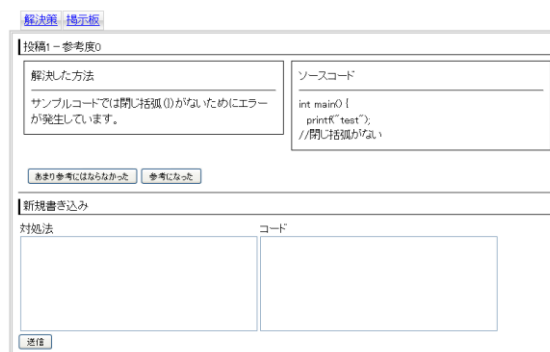 解決策 掲示板
投稿1－参考度0
解決した方法
サンプルコードでは閉じ括弧(})がないためにエラー
が発生しています。
ソースコード
int main() {
printf("test");
//閉じ括弧がない
あまり参考にはならなかった 参考になった
新規書き込み
対処法 コード
送信